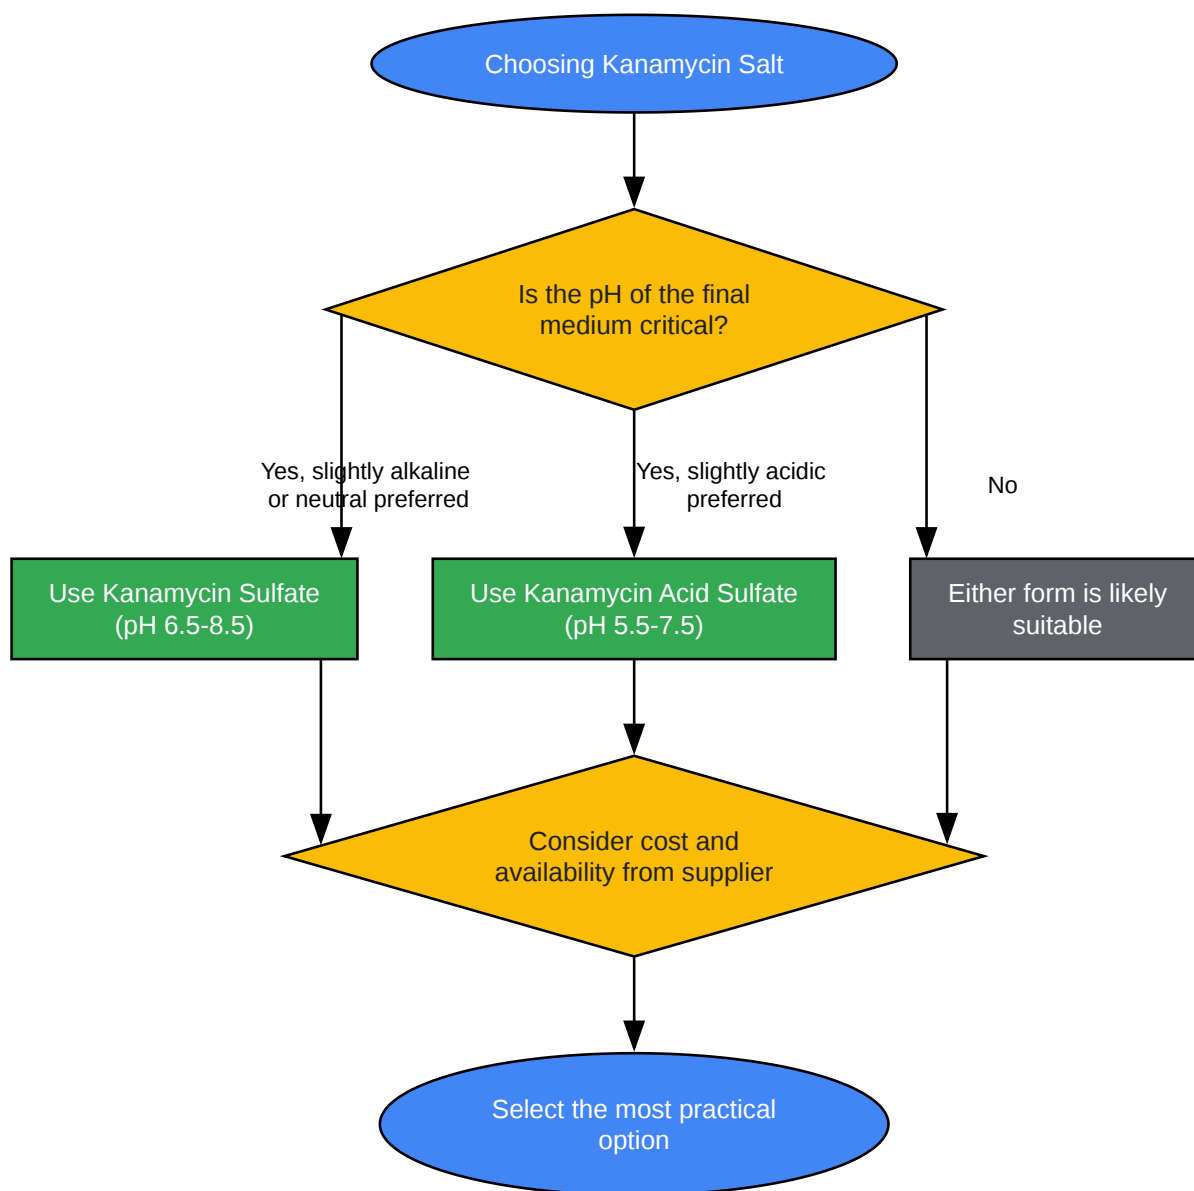 Choosing Kanamycin Salt
Is the pH of the final
medium critical?
Yes, slightly alkaline
or neutral preferred
Yes, slightly acidic
preferred
No
Use Kanamycin Sulfate
(pH 6.5-8.5)
Use Kanamycin Acid Sulfate
(pH 5.5-7.5)
Either form is likely
suitable
Consider cost and
availability from supplier
Select the most practical
option